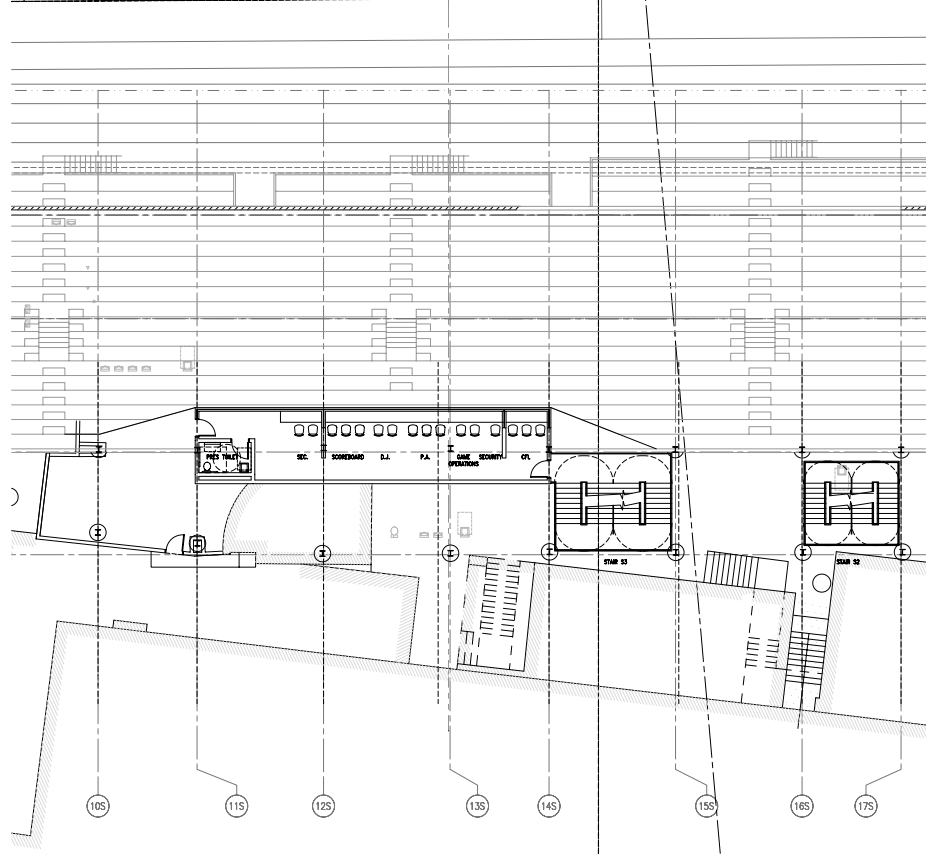 PRES TOILET SEC. SCOREBOARD D.J. P.A. GAME SECURITY CFL
OPERATIONS
STAIR S3 STAIR S2
10S 11S 12S 13S 14S 15S 16S 17S